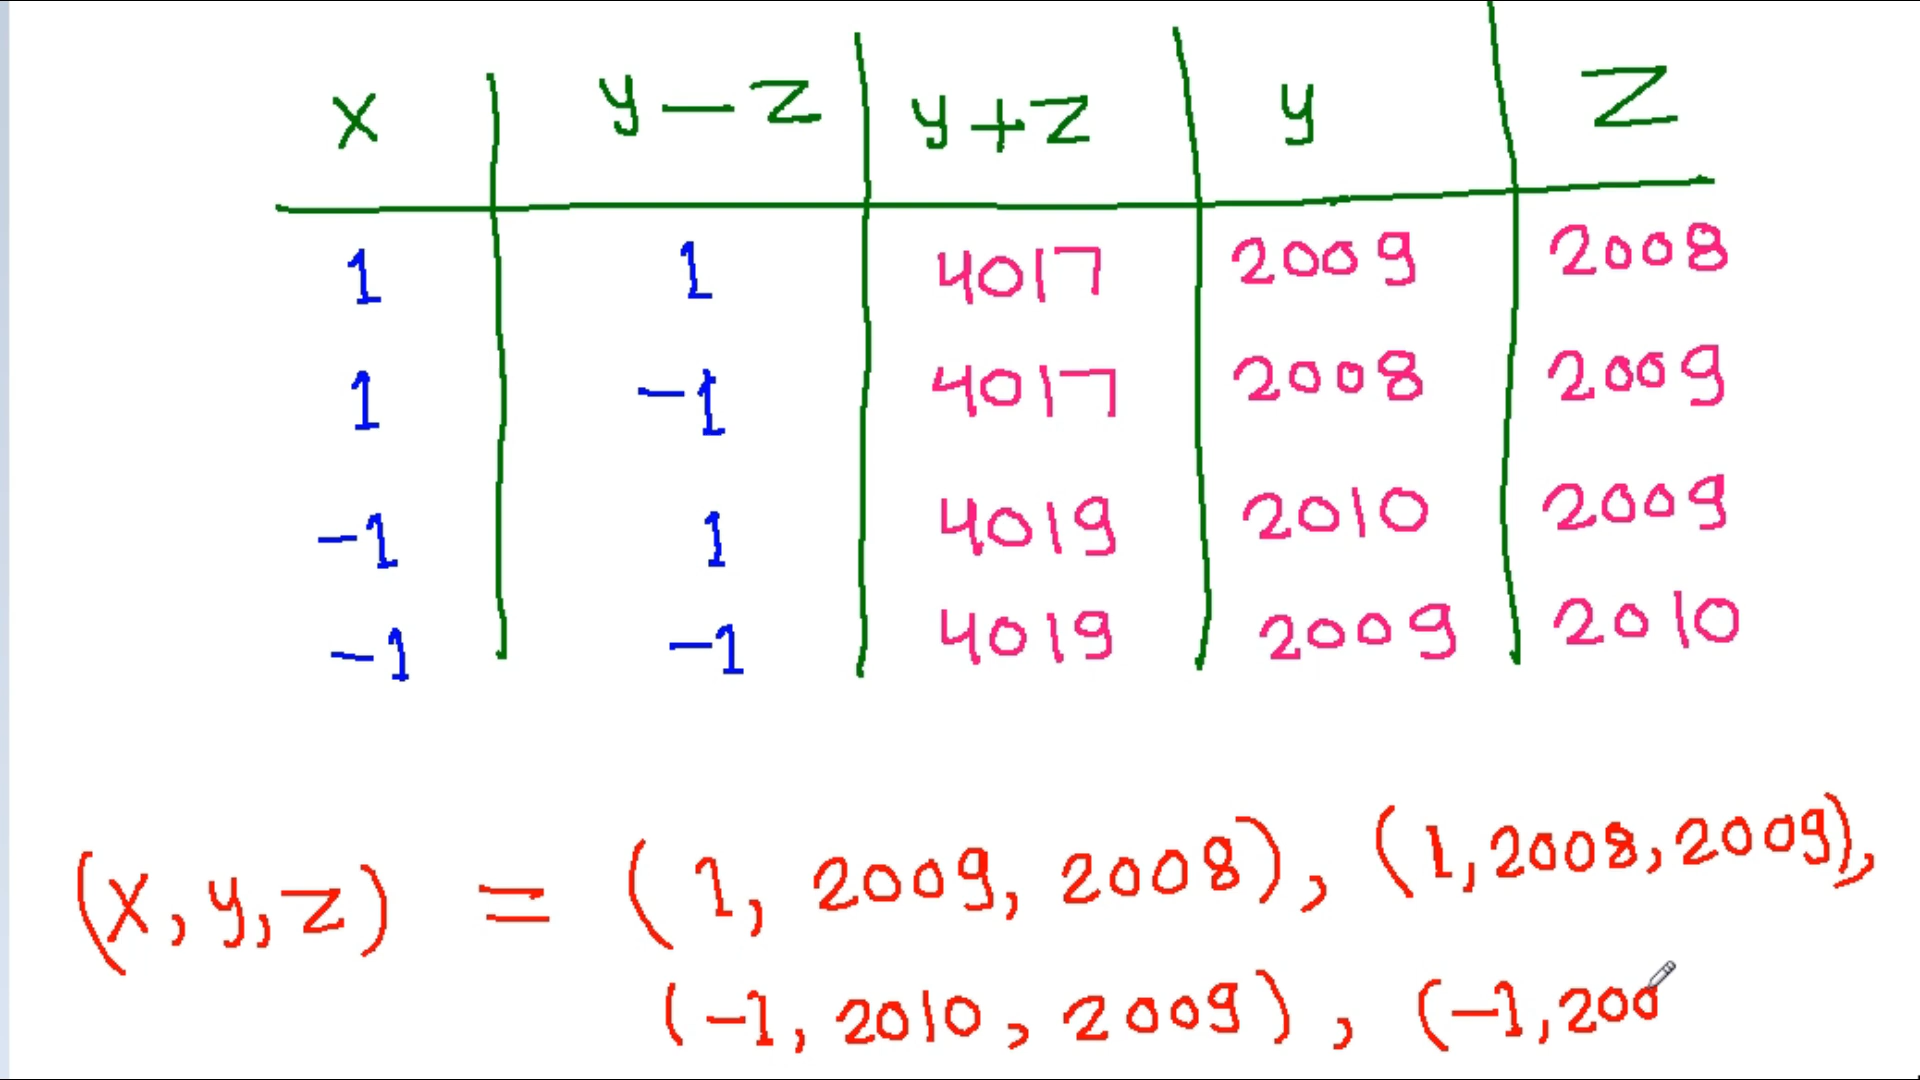 x y-z y+z y z
1 1 4017 2009 2008
1 -1 4017 2008 2009
-1 1 4019 2010 2009
-1 -1 4019 2009 2010
(x, y, z) = (1, 2009, 2008), (1, 2008, 2009),
(-1, 2010, 2009), (-1, 200